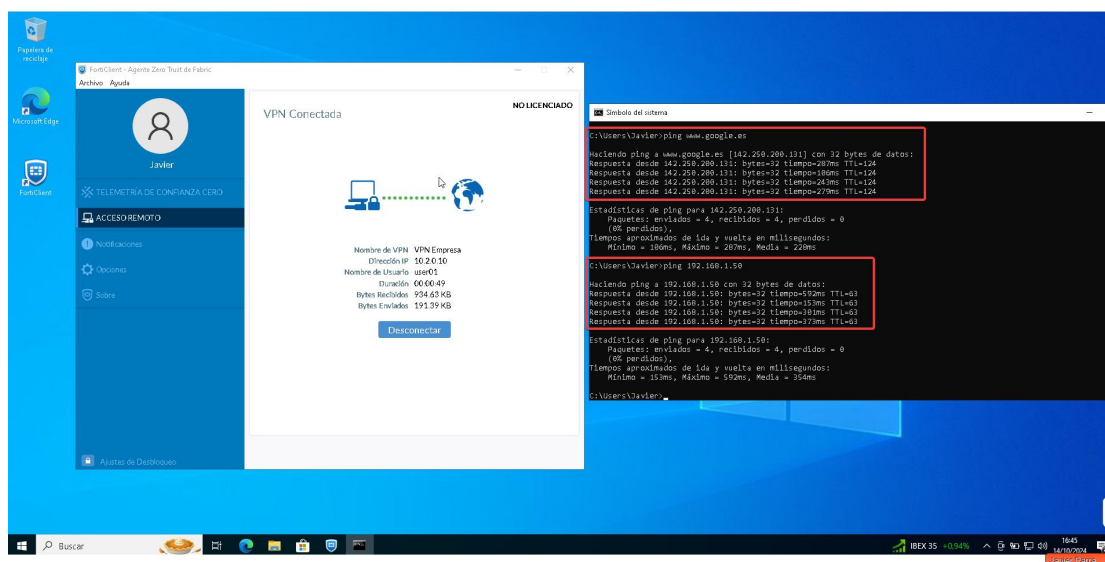 Papelera de
reciclaje
Microsoft Edge
FortiClient
FortiClient - Agente Zero Trust de Fabric
Archivo Ayuda
Javier
TELEMETRÍA DE CONFIANZA CERO
ACCESO REMOTO
Notificaciones
Opciones
Sobre
Ajustes de Desbloqueo
VPN Conectada
NO LICENCIADO
Nombre de VPN VPN Empresa
Dirección IP 10.2.0.10
Nombre de Usuario user01
Duración 00:00:49
Bytes Recibidos 934.63 KB
Bytes Enviados 191.39 KB
Desconectar
Símbolo del sistema
C:\Users\Javier>ping www.google.es
Haciendo ping a www.google.es [142.250.200.131] con 32 bytes de datos:
Respuesta desde 142.250.200.131: bytes=32 tiempo=287ms TTL=124
Respuesta desde 142.250.200.131: bytes=32 tiempo=106ms TTL=124
Respuesta desde 142.250.200.131: bytes=32 tiempo=243ms TTL=124
Respuesta desde 142.250.200.131: bytes=32 tiempo=279ms TTL=124
Estadísticas de ping para 142.250.200.131:
Paquetes: enviados = 4, recibidos = 4, perdidos = 0
(0% perdidos),
Tiempos aproximados de ida y vuelta en milisegundos:
Mínimo = 106ms, Máximo = 287ms, Media = 228ms
C:\Users\Javier>ping 192.168.1.50
Haciendo ping a 192.168.1.50 con 32 bytes de datos:
Respuesta desde 192.168.1.50: bytes=32 tiempo=592ms TTL=63
Respuesta desde 192.168.1.50: bytes=32 tiempo=153ms TTL=63
Respuesta desde 192.168.1.50: bytes=32 tiempo=301ms TTL=63
Respuesta desde 192.168.1.50: bytes=32 tiempo=373ms TTL=63
Estadísticas de ping para 192.168.1.50:
Paquetes: enviados = 4, recibidos = 4, perdidos = 0
(0% perdidos),
Tiempos aproximados de ida y vuelta en milisegundos:
Mínimo = 153ms, Máximo = 592ms, Media = 354ms
C:\Users\Javier>
Buscar
IBEX 35 +0,94%
16:45
14/10/2024